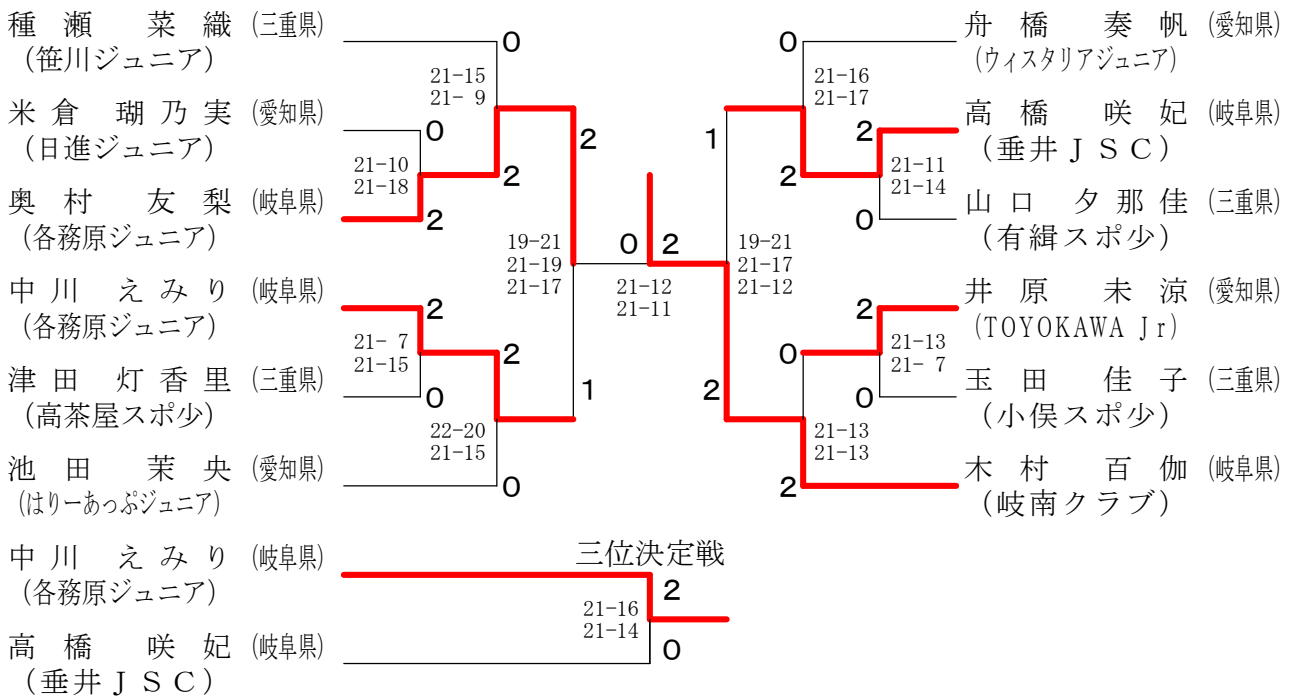 種瀬 菜織 (三重県)
(笹川ジュニア)
0
21-15
21- 9
米倉 瑚乃実 (愛知県)
(日進ジュニア)
0
21-10
21-18
2
奥村 友梨 (岐阜県)
(各務原ジュニア)
2
2
19-21
21-19
21-17
中川 えみり (岐阜県)
(各務原ジュニア)
2
21- 7
21-15
2
津田 灯香里 (三重県)
(高茶屋スポ少)
0
1
22-20
21-15
池田 茉央 (愛知県)
(はりーあっぷジュニア)
0
0 2
21-12
21-11
舟橋 奏帆 (愛知県)
(ウィスタリアジュニア)
0
21-16
21-17
高橋 咲妃 (岐阜県)
(垂井JSC)
2
1
2
21-11
21-14
山口 夕那佳 (三重県)
(有緝スポ少)
0
19-21
21-17
21-12
井原 未涼 (愛知県)
(TOYOKAWA Jr)
2
0
21-13
21- 7
玉田 佳子 (三重県)
(小俣スポ少)
0
2
21-13
21-13
木村 百伽 (岐阜県)
(岐南クラブ)
2
三位決定戦
中川 えみり (岐阜県)
(各務原ジュニア)
2
21-16
21-14
高橋 咲妃 (岐阜県)
(垂井JSC)
0